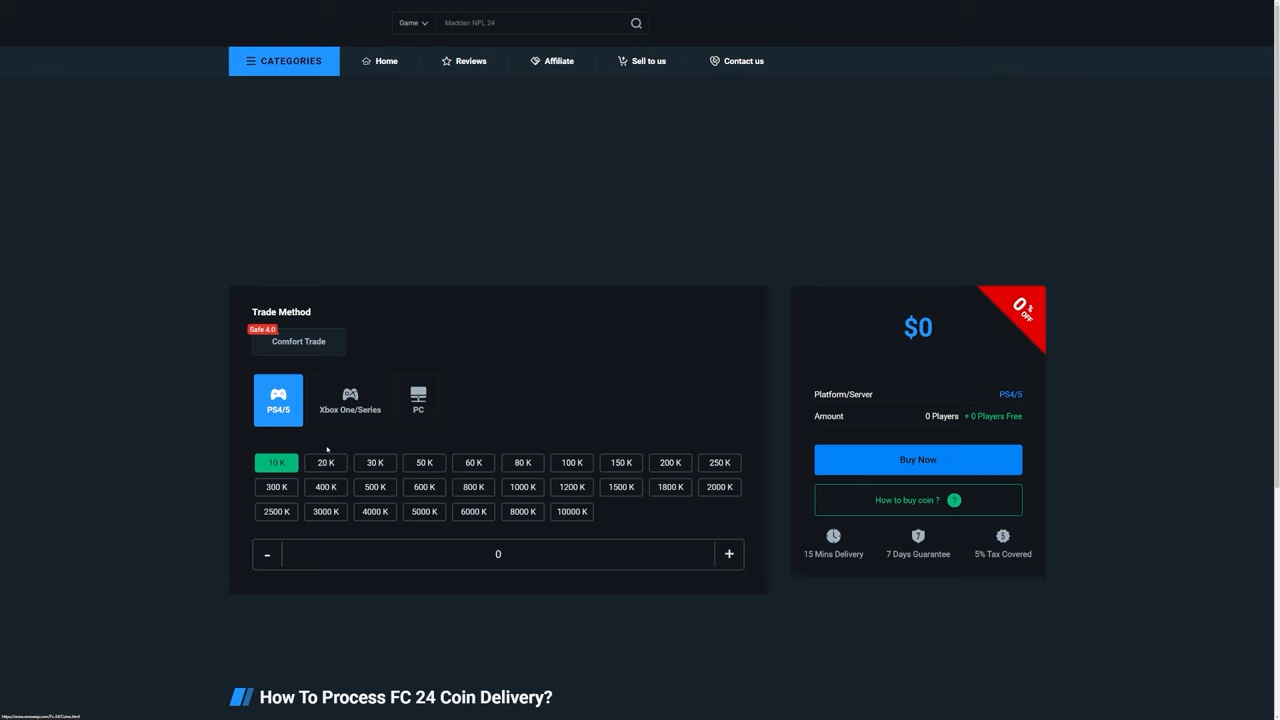 Game
Madden NFL 24
CATEGORIES
Home
Reviews
Affiliate
Sell to us
Contact us
Trade Method
Safe 4.0
Comfort Trade
PS4/5
Xbox One/Series
PC
10 K
20 K
30 K
50 K
60 K
80 K
100 K
150 K
200 K
250 K
300 K
400 K
500 K
600 K
800 K
1000 K
1200 K
1500 K
1800 K
2000 K
2500 K
3000 K
4000 K
5000 K
6000 K
8000 K
10000 K
-
0
+
0 % OFF
$0
Platform/Server
PS4/5
Amount
0 Players + 0 Players Free
Buy Now
How to buy coin ? ?
7
5
15 Mins Delivery
7 Days Guarantee
5% Tax Covered
How To Process FC 24 Coin Delivery?